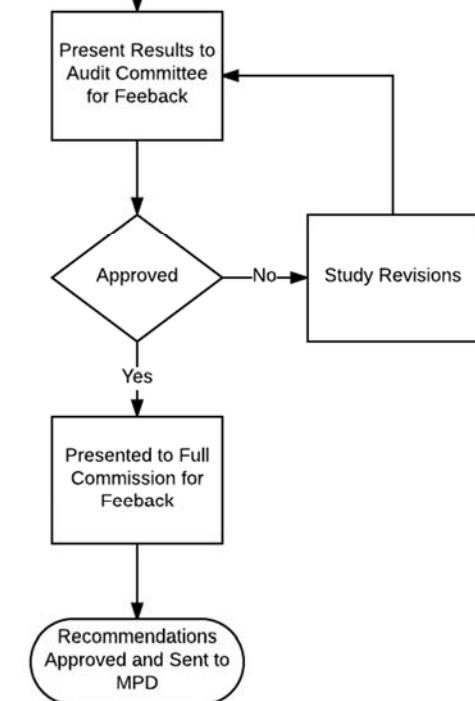 Present Results to
Audit Committee
for Feeback
Approved
No
Study Revisions
Yes
Presented to Full
Commission for
Feeback
Recommendations
Approved and Sent to
MPD